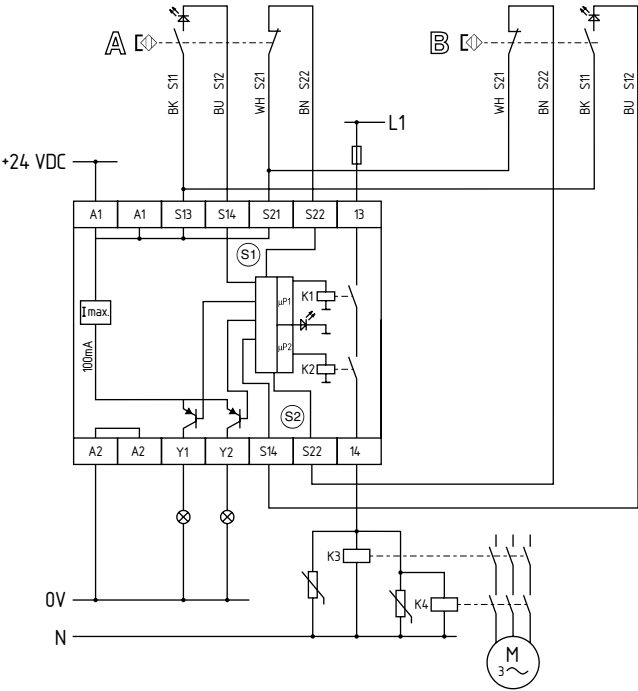 A
B
BK S11
BU S12
WH S21
BN S22
WH S21
BN S22
BK S11
BU S12
L1
+24 VDC
A1 A1 S13 S14 S21 S22 13
S1
Imax.
100mA
µP1
K1
µP2
K2
S2
A2 A2 Y1 Y2 S14 S22 14
K3
K4
0V
N
M
3~